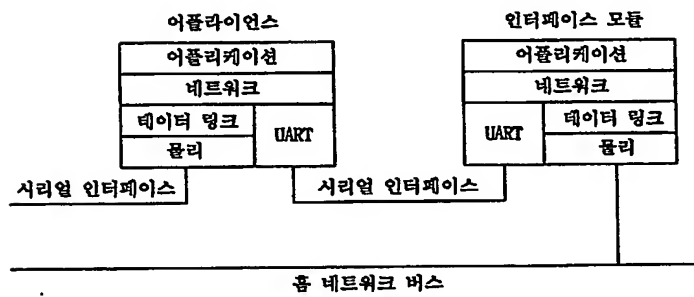 어플라이언스
인터페이스 모듈
어플리케이션
네트워크
데이터 링크
물리
UART
어플리케이션
네트워크
UART
데이터 링크
물리
시리얼 인터페이스
시리얼 인터페이스
홈 네트워크 버스